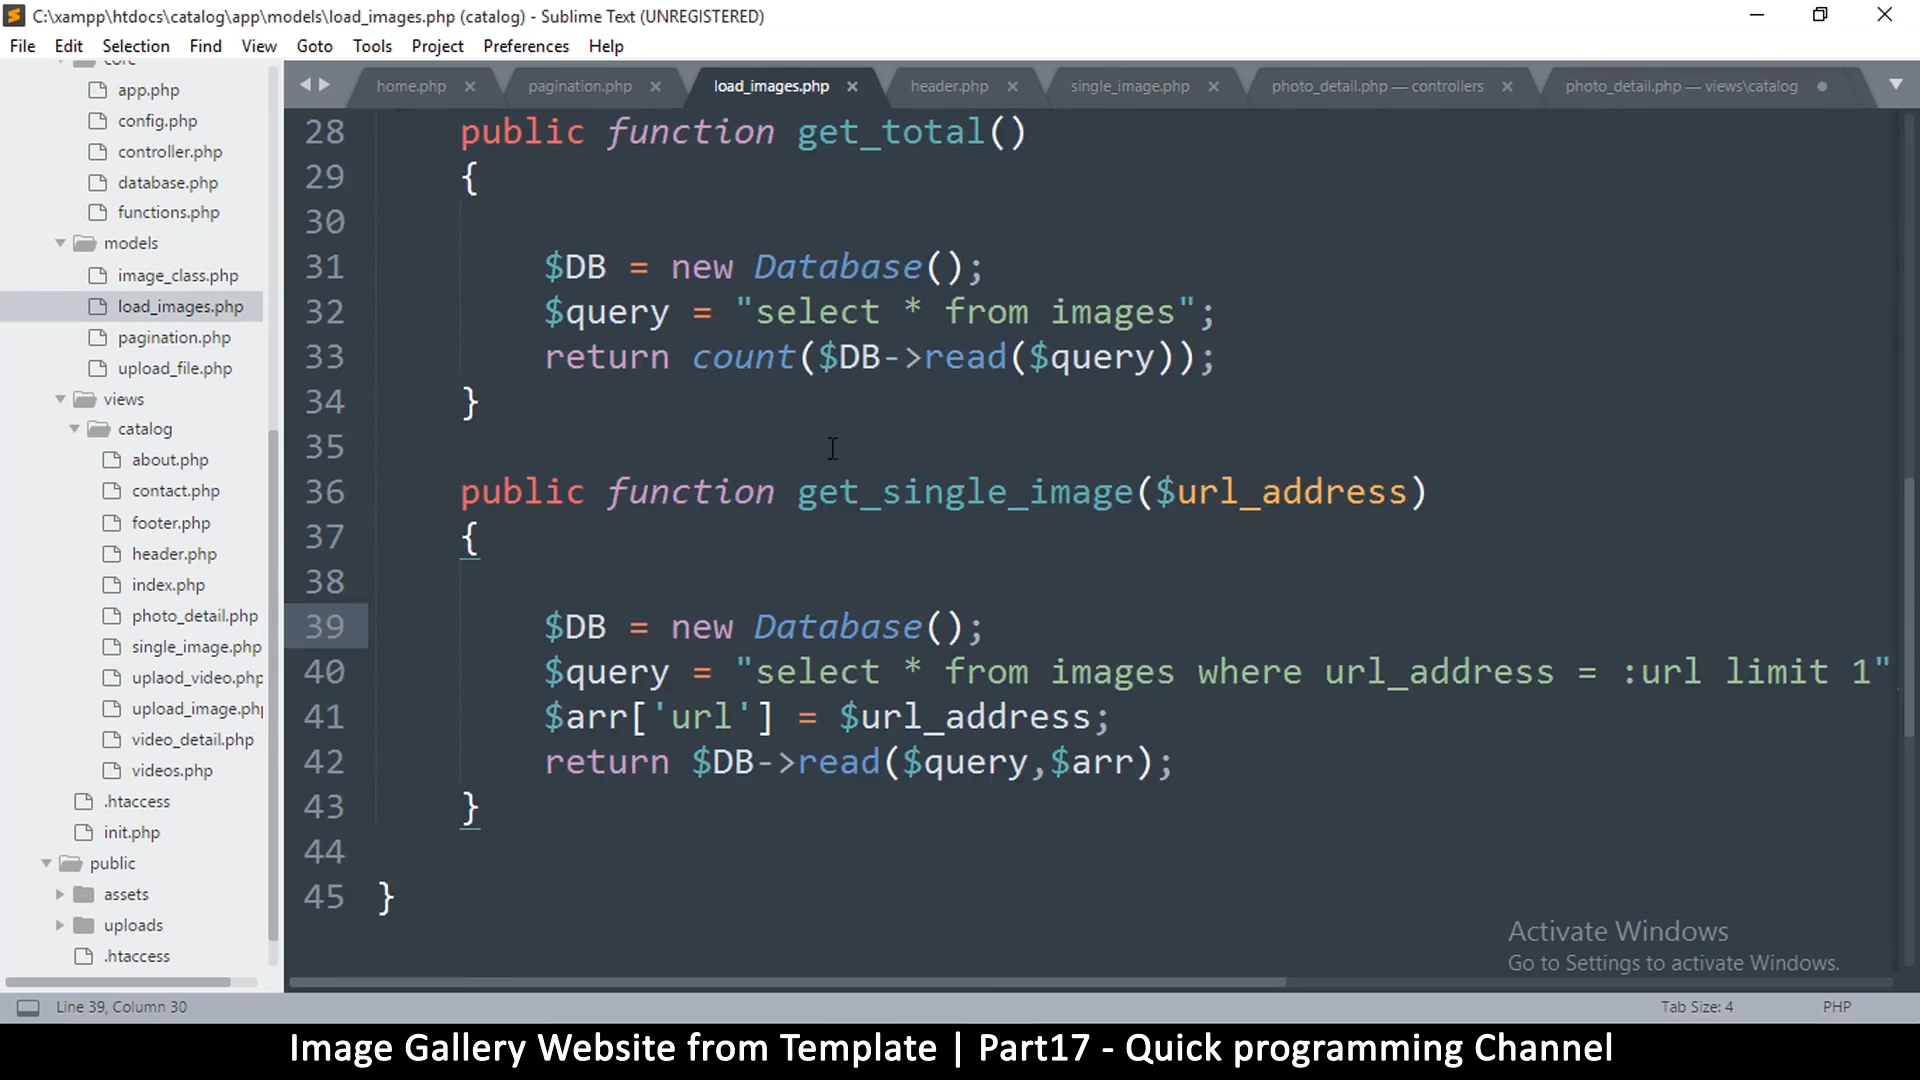 C:\xampp\htdocs\catalog\app\models\load_images.php (catalog) - Sublime Text (UNREGISTERED)
File Edit Selection Find View Goto Tools Project Preferences Help
home.php pagination.php load_images.php header.php single_image.php photo_detail.php — controllers photo_detail.php — views\catalog
core
app.php
config.php
controller.php
database.php
functions.php
models
image_class.php
load_images.php
pagination.php
upload_file.php
views
catalog
about.php
contact.php
footer.php
header.php
index.php
photo_detail.php
single_image.php
uplaod_video.php
upload_image.php
video_detail.php
videos.php
.htaccess
init.php
public
assets
uploads
.htaccess
28 public function get_total()
29 {
30
31 $DB = new Database();
32 $query = "select * from images";
33 return count($DB->read($query));
34 }
35
36 public function get_single_image($url_address)
37 {
38
39 $DB = new Database();
40 $query = "select * from images where url_address = :url limit 1"
41 $arr['url'] = $url_address;
42 return $DB->read($query,$arr);
43 }
44
45 }
Activate Windows
Go to Settings to activate Windows.
Line 39, Column 30 Tab Size: 4 PHP
Image Gallery Website from Template | Part17 - Quick programming Channel